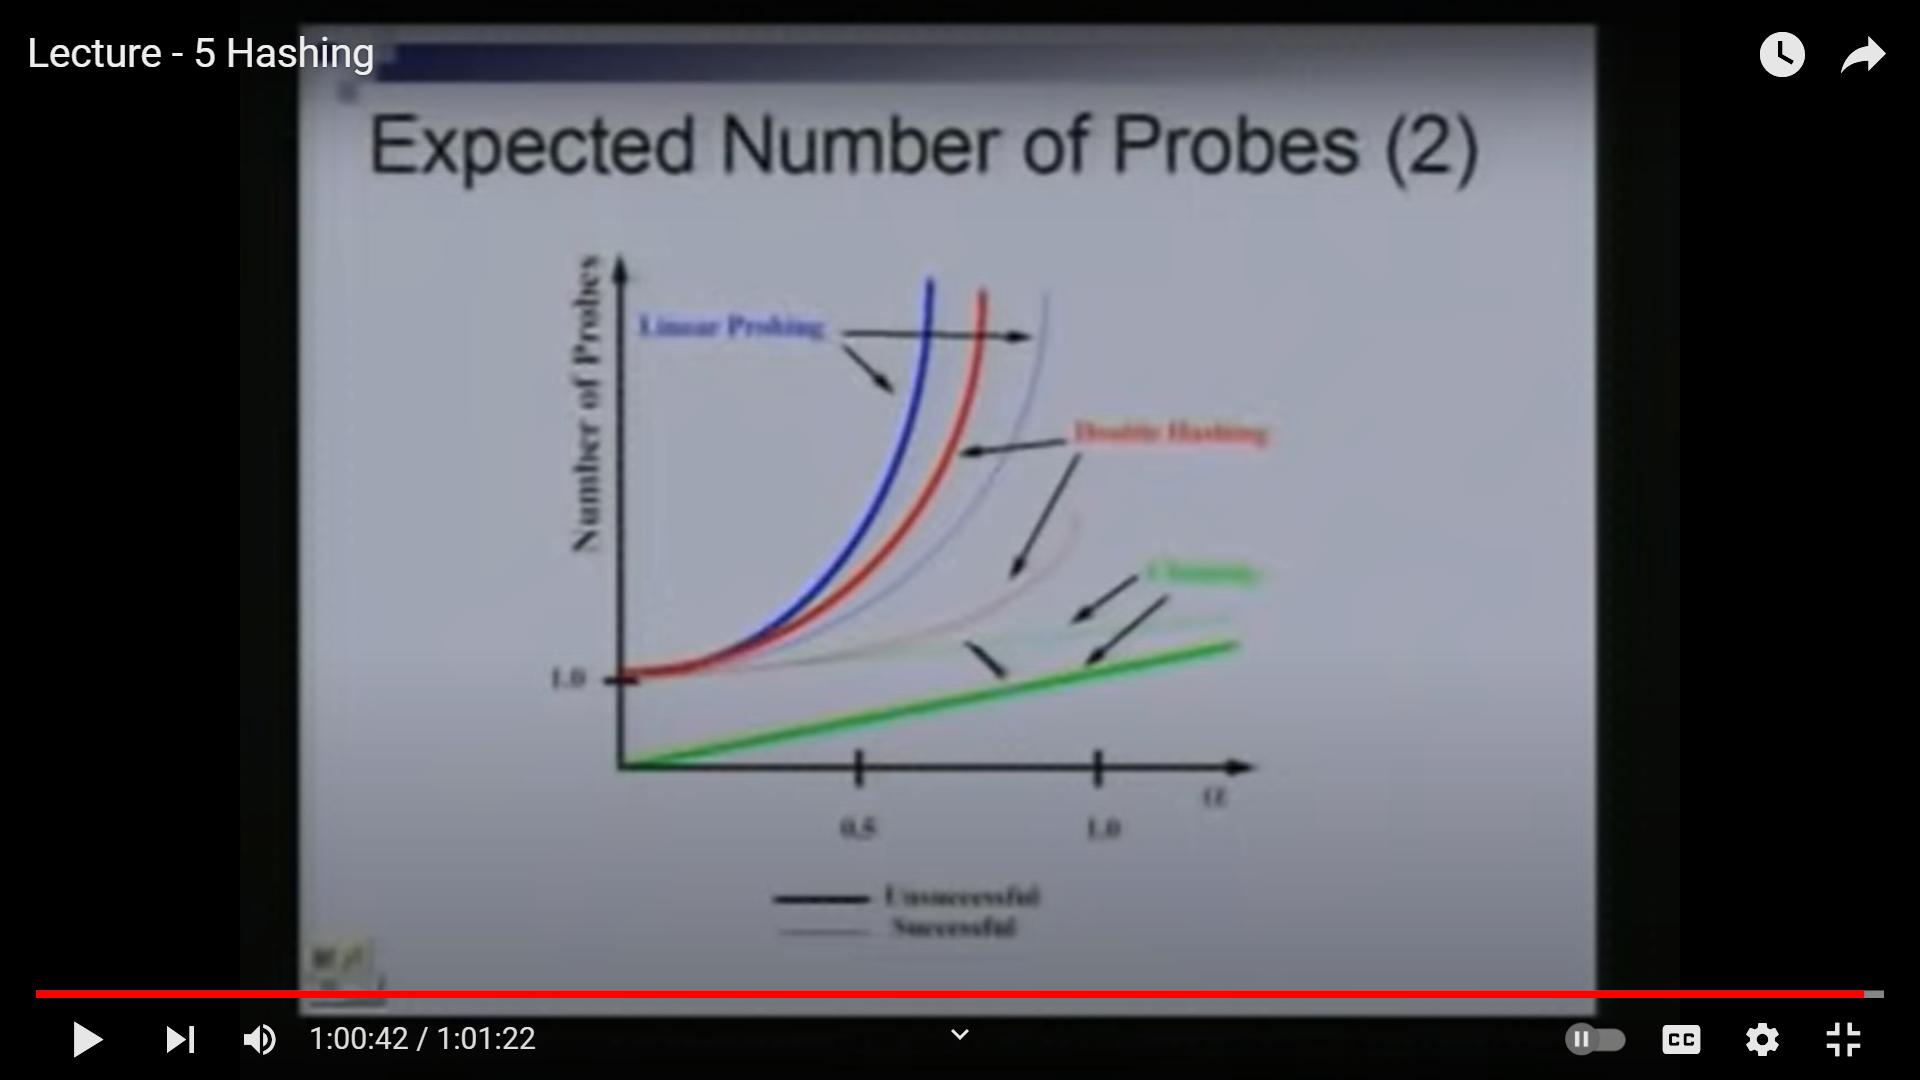 Lecture - 5 Hashing
Expected Number of Probes (2)
Number of Probes
Linear Probing
Double Hashing
Chaining
1.0
0.5
1.0
α
Unsuccessful
Successful
1:00:42 / 1:01:22
CC